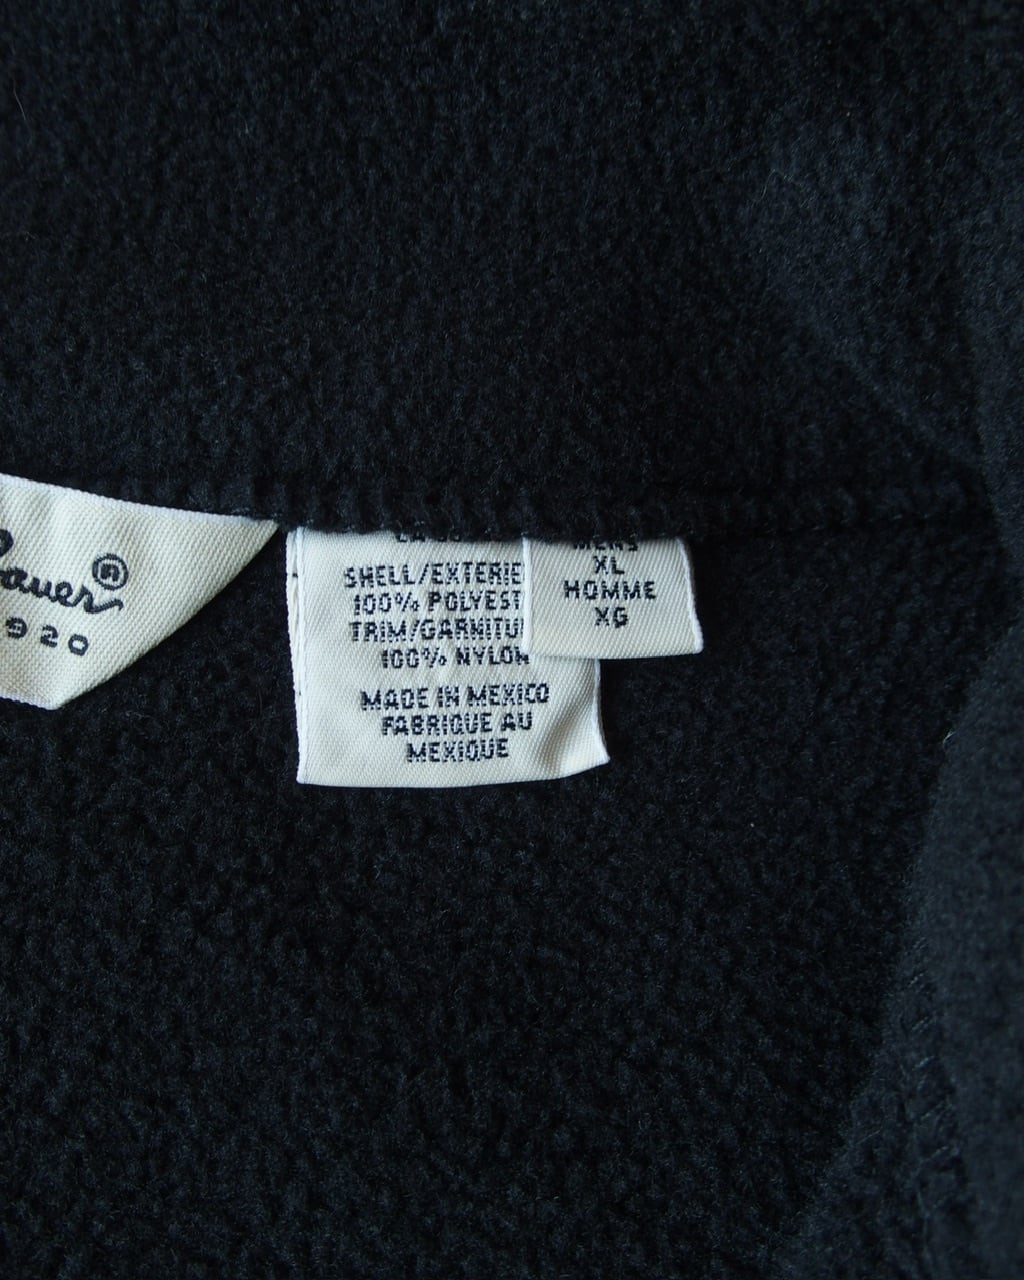 Bauer®
920
SHELL/EXTERIE
100% POLYEST
TRIM/GARNITU
100% NYLON
MADE IN MEXICO
FABRIQUE AU
MEXIQUE
MENS
XL
HOMME
XG